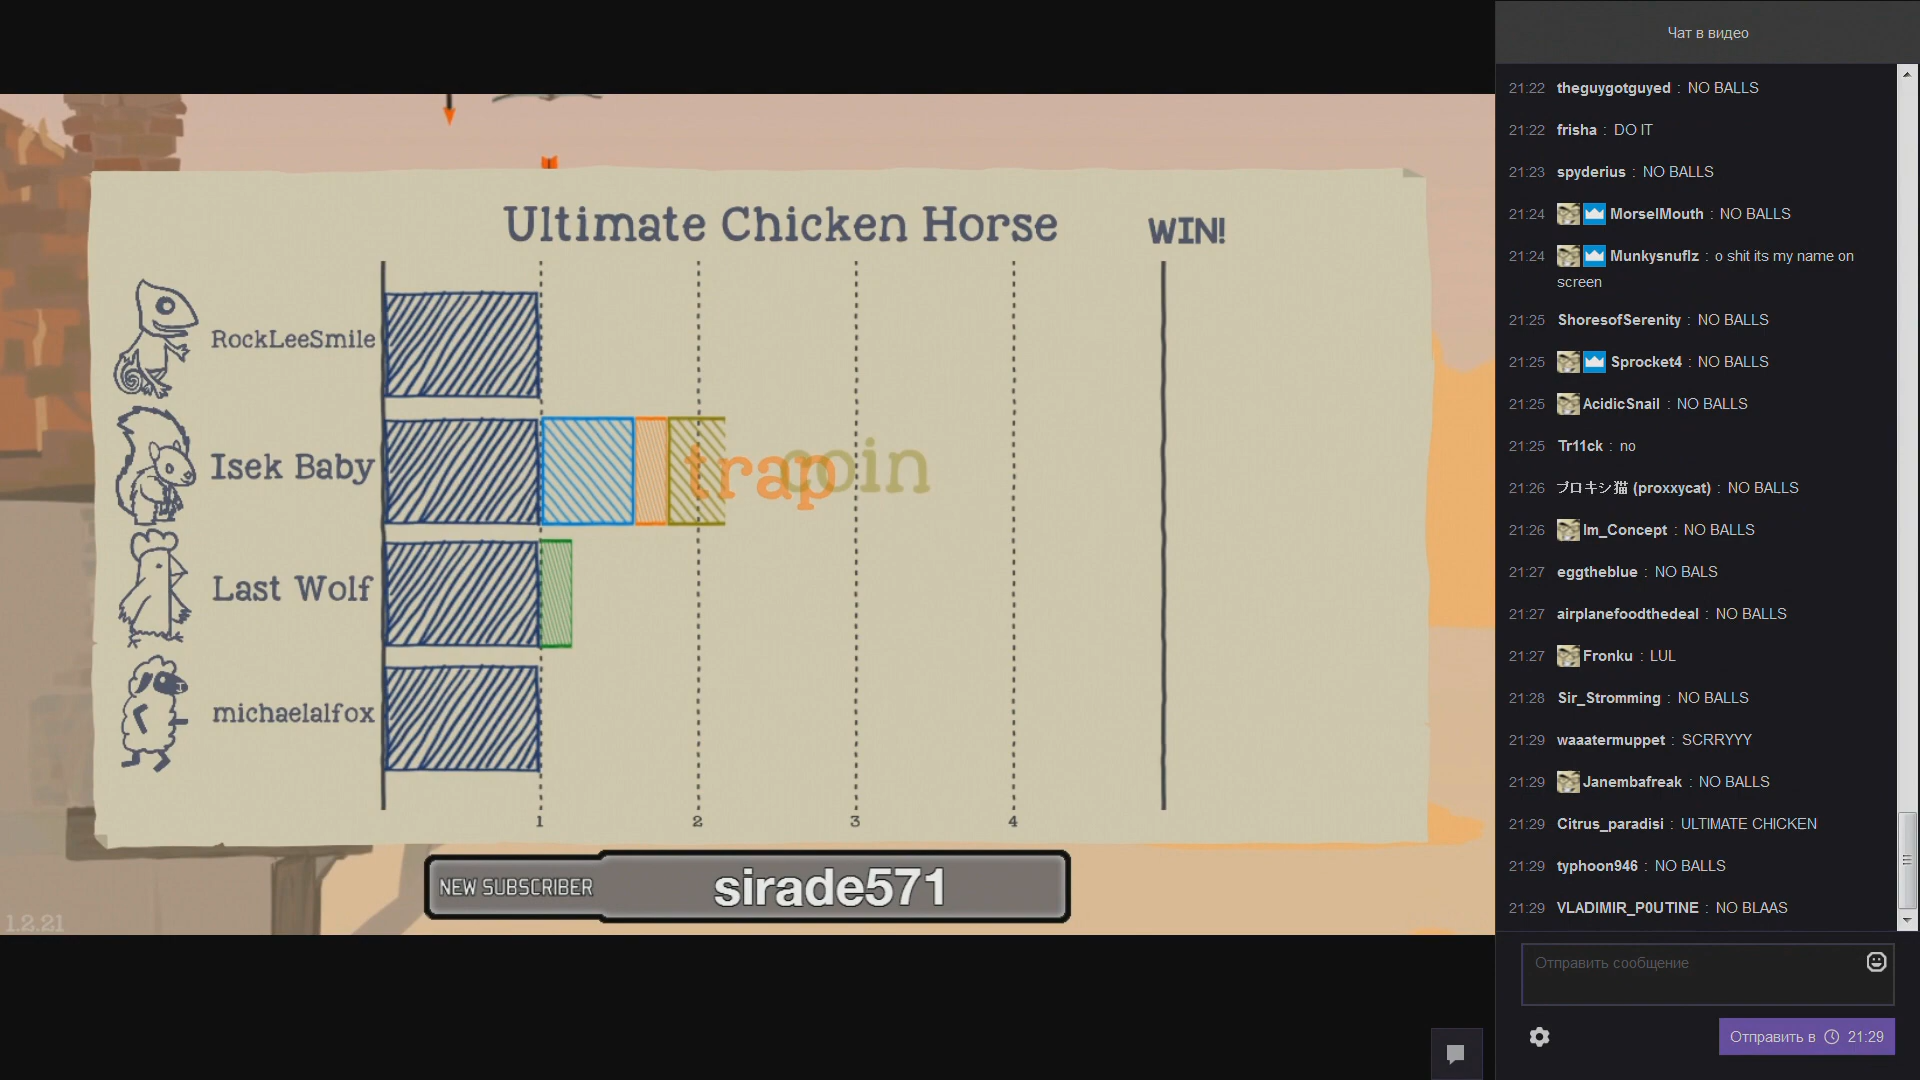 Чат в видео
21:22 theguygotguyed : NO BALLS
21:22 frisha : DO IT
21:23 spyderius : NO BALLS
21:24 MorselMouth : NO BALLS
21:24 Munkysnuflz : o shit its my name on
screen
21:25 ShoresofSerenity : NO BALLS
21:25 Sprocket4 : NO BALLS
21:25 AcidicSnail : NO BALLS
21:25 Tr11ck : no
21:26 プロキシ猫 (proxxycat) : NO BALLS
21:26 Im_Concept : NO BALLS
21:27 eggtheblue : NO BALS
21:27 airplanefoodthedeal : NO BALLS
21:27 Fronku : LUL
21:28 Sir_Stromming : NO BALLS
21:29 waaatermuppet : SCRRYYY
21:29 Janembafreak : NO BALLS
21:29 Citrus_paradisi : ULTIMATE CHICKEN
21:29 typhoon946 : NO BALLS
21:29 VLADIMIR_P0UTINE : NO BLAAS
Отправить сообщение
Отправить в 21:29
Ultimate Chicken Horse
WIN!
RockLeeSmile
Isek Baby
trap
coin
Last Wolf
michaelalfox
1 2 3 4
NEW SUBSCRIBER
sirade571
1.2.21